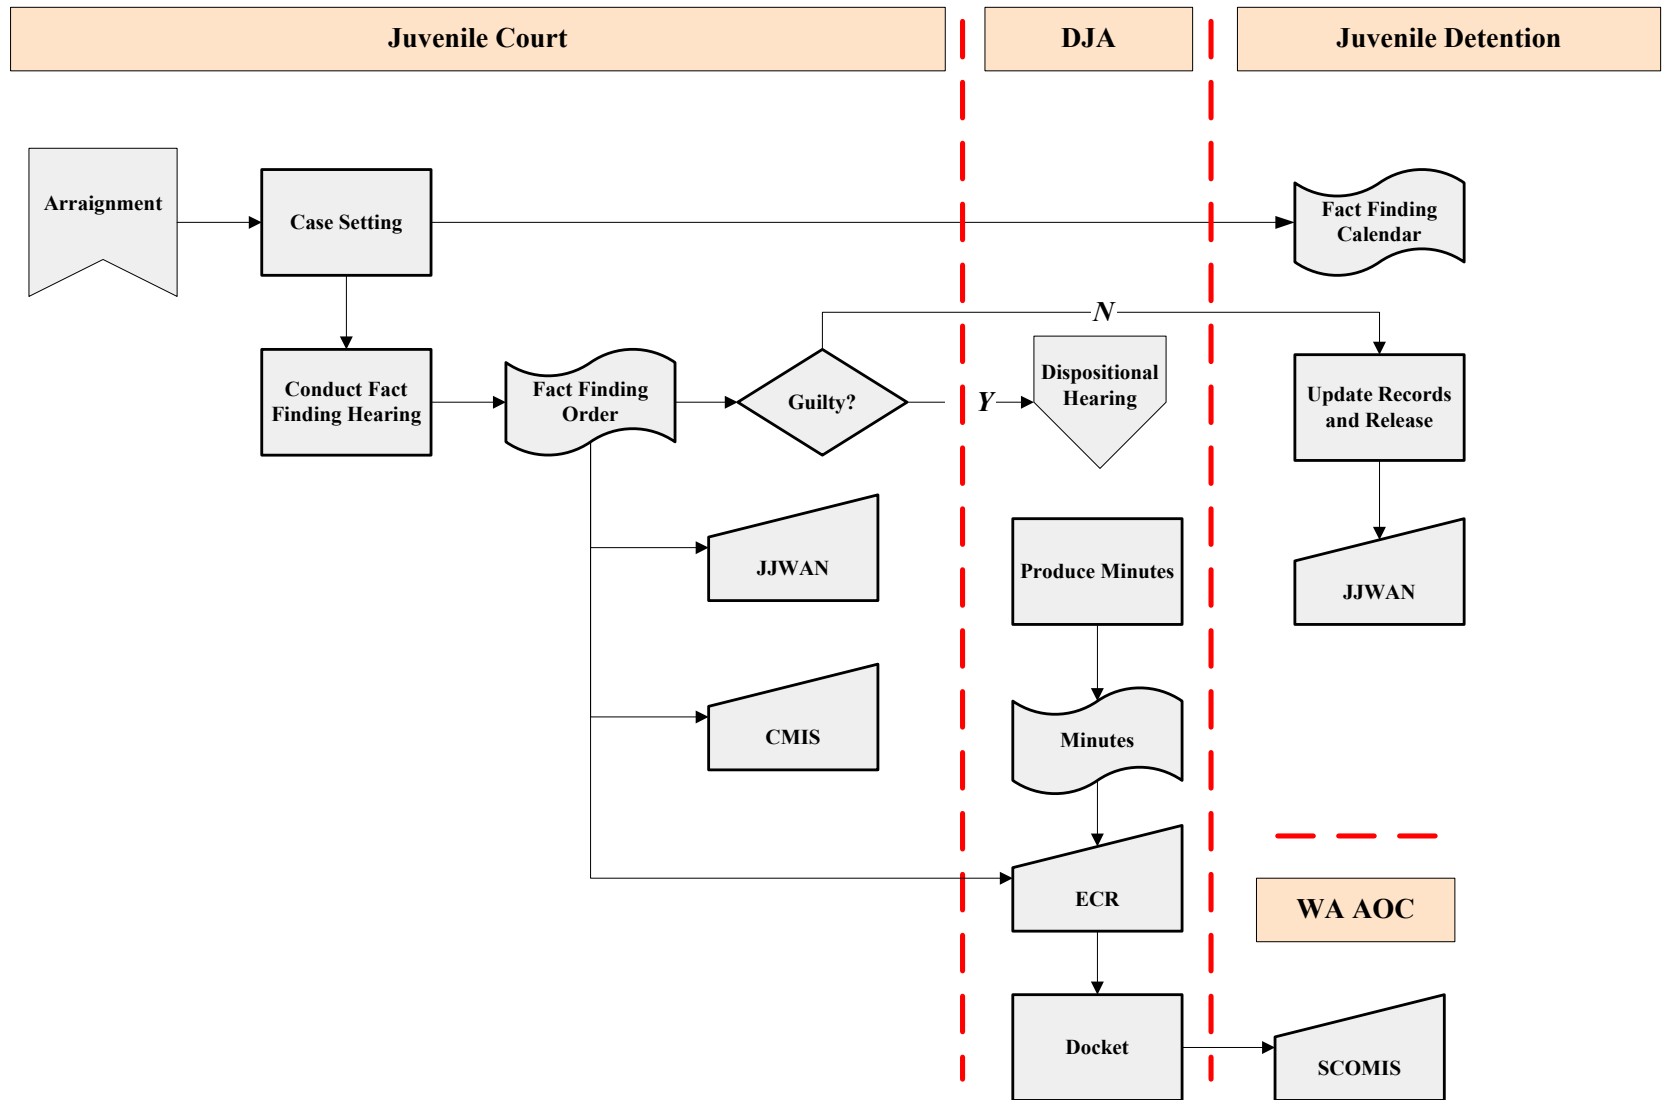 Juvenile Court
DJA
Juvenile Detention
Arraignment
Case Setting
Fact Finding
Calendar
N
Conduct Fact
Finding Hearing
Fact Finding
Order
Guilty?
Y
Dispositional
Hearing
Update Records
and Release
JJWAN
Produce Minutes
JJWAN
CMIS
Minutes
ECR
WA AOC
Docket
SCOMIS